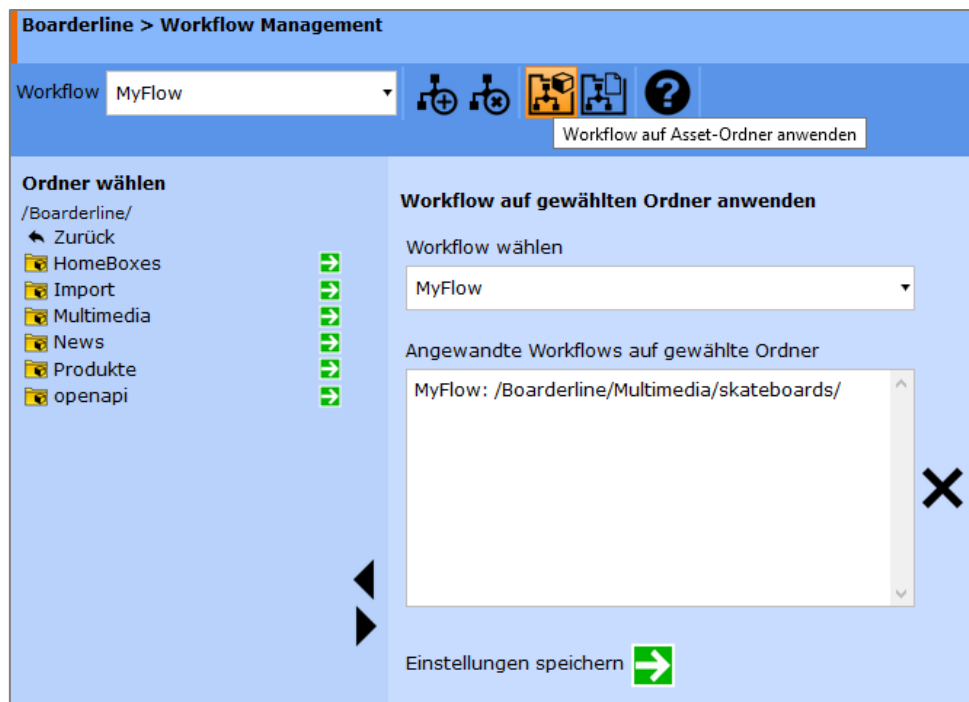 Boarderline > Workflow Management
Workflow MyFlow
Workflow auf Asset-Ordner anwenden
Ordner wählen
/Boarderline/
Zurück
HomeBoxes
Import
Multimedia
News
Produkte
openapi
Workflow auf gewählten Ordner anwenden
Workflow wählen
MyFlow
Angewandte Workflows auf gewählte Ordner
MyFlow: /Boarderline/Multimedia/skateboards/
Einstellungen speichern